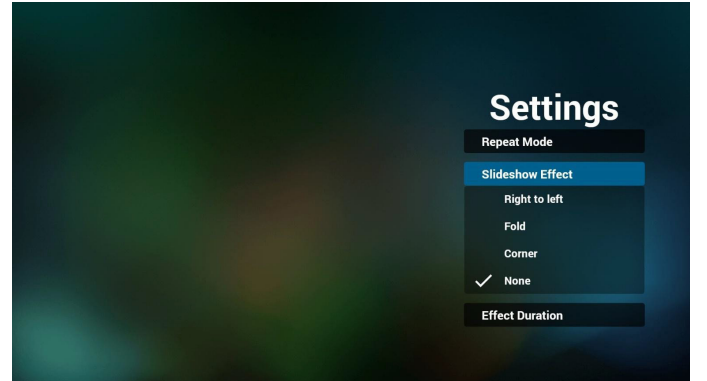 Settings
Repeat Mode
Slideshow Effect
Right to left
Fold
Corner
None
Effect Duration